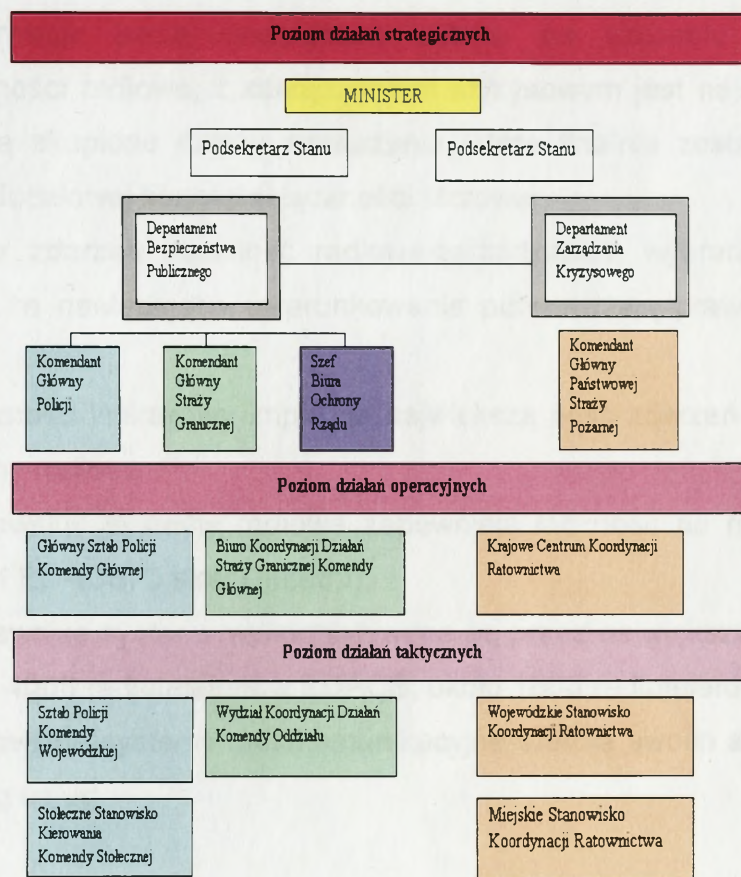 Poziom działań strategicznych
MINISTER
Podsekretarz Stanu
Podsekretarz Stanu
Departament
Bezpieczeństwa
Publicznego
Departament
Zarządzania
Kryzysowego
Komendant
Główny
Policji
Komendant
Główny
Straży
Granicznej
Szef
Biura
Ochrony
Rządu
Komendant
Główny
Państwowej
Straży
Pożarnej
Poziom działań operacyjnych
Główny Sztab Policji
Komendy Głównej
Biuro Koordynacji Działań
Straży Granicznej Komendy
Głównej
Krajowe Centrum Koordynacji
Ratownictwa
Poziom działań taktycznych
Sztab Policji
Komendy
Wojewódzkiej
Wydział Koordynacji Działań
Komendy Oddziału
Wojewódzkie Stanowisko
Koordynacji Ratownictwa
Stołeczne Stanowisko
Kierowania
Komendy Stołecznej
Miejskie Stanowisko
Koordynacji Ratownictwa